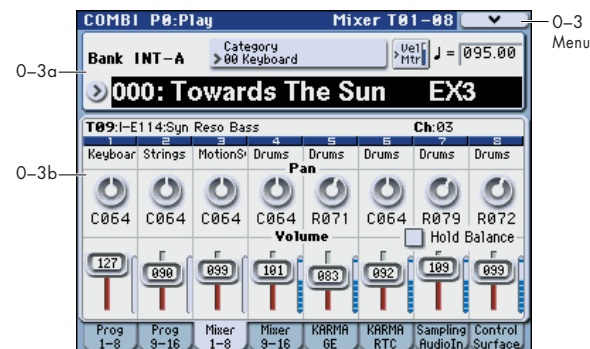 COMBI P0:Play Mixer T01-08
0-3
Menu
Category
Bank INT-A 00 Keyboard Vel Mtr ♩ = 095.00
0-3a
000: Towards The Sun EX3
T09:I-E114:Syn Reso Bass Ch:03
1 2 3 4 5 6 7 8
Keyboar Strings MotionS Drums Drums Drums Drums Drums
0-3b
Pan
C064 C064 C064 C064 R071 C064 R079 R072
Volume Hold Balance
127 090 099 101 083 092 109 099
Prog 1-8 Prog 9-16 Mixer 1-8 Mixer 9-16 KARMA GE KARMA RTC Sampling AudioIn Control Surface